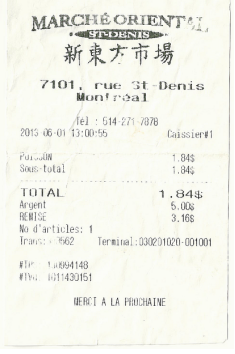 MARCHÉ ORIENTAL
ST-DENIS
新東方市場
7101, rue St-Denis
Montréal
Tél : 514-271-7878
2013-06-01 13:00:55 Caissier#1
POISSON 1.84$
Sous-total 1.84$
TOTAL 1.84$
Argent 5.00$
REMISE 3.16$
No d'articles: 1
Trans: Terminal:030201020-001001
MERCI A LA PROCHAINE